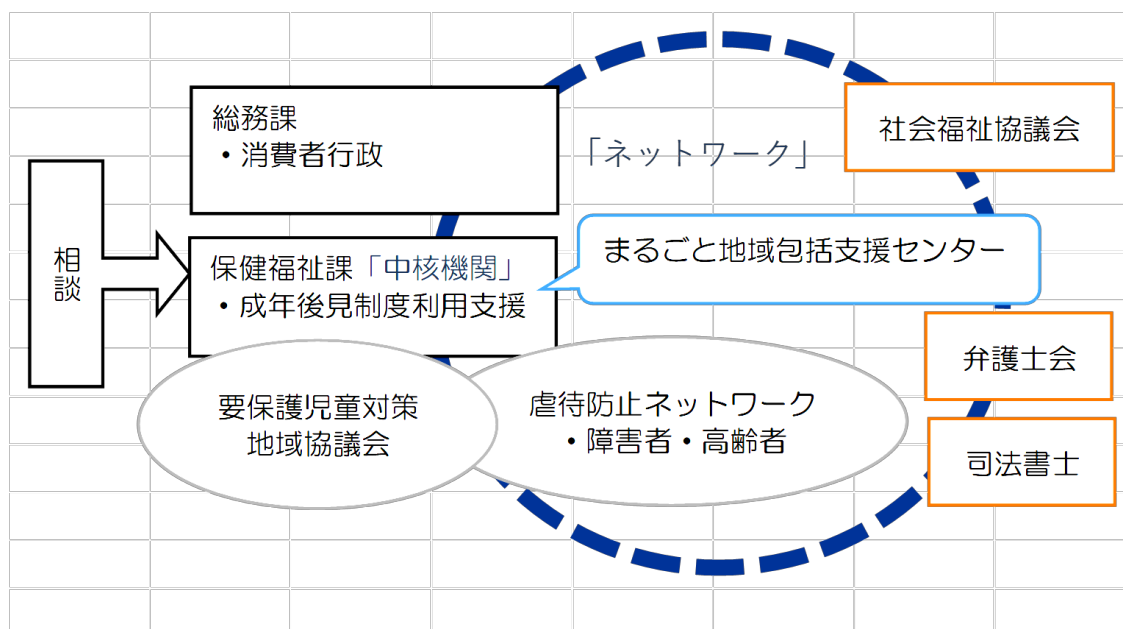 総務課
・消費者行政
「ネットワーク」
社会福祉協議会
相談
保健福祉課「中核機関」
・成年後見制度利用支援
まるごと地域包括支援センター
弁護士会
要保護児童対策
地域協議会
虐待防止ネットワーク
・障害者・高齢者
司法書士